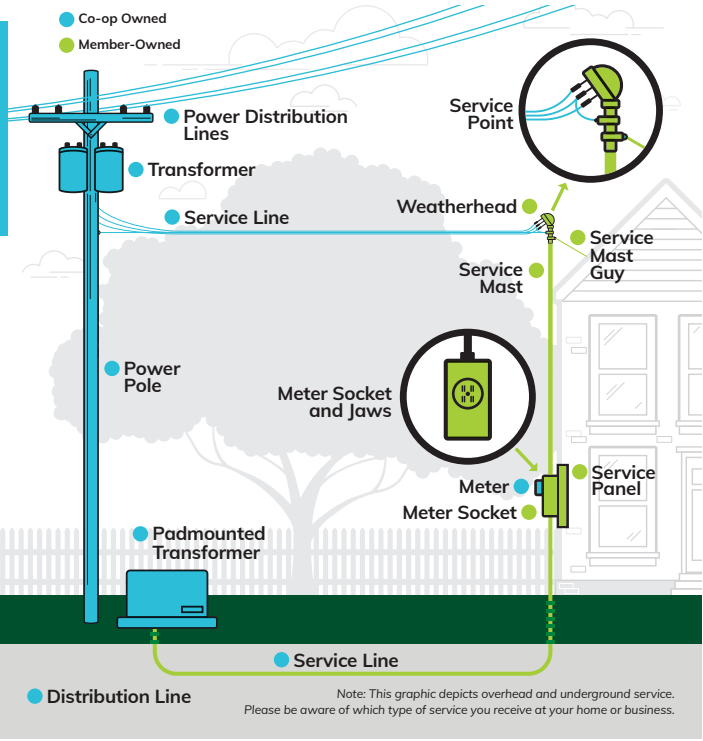 Co-op Owned
Member-Owned
Power Distribution
Lines
Service
Point
Transformer
Weatherhead
Service Line
Service
Mast
Guy
Service
Mast
Power
Pole
Meter Socket
and Jaws
Service
Panel
Meter
Meter Socket
Padmounted
Transformer
Service Line
Distribution Line
Note: This graphic depicts overhead and underground service.
Please be aware of which type of service you receive at your home or business.